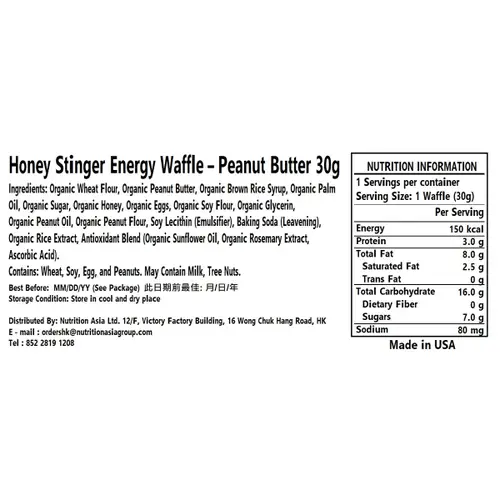 Honey Stinger Energy Waffle – Peanut Butter 30g
Ingredients: Organic Wheat Flour, Organic Peanut Butter, Organic Brown Rice Syrup, Organic Palm
Oil, Organic Sugar, Organic Honey, Organic Eggs, Organic Soy Flour, Organic Glycerin,
Organic Peanut Oil, Organic Peanut Flour, Soy Lecithin (Emulsifier), Baking Soda (Leavening),
Organic Rice Extract, Antioxidant Blend (Organic Sunflower Oil, Organic Rosemary Extract,
Ascorbic Acid).
Contains: Wheat, Soy, Egg, and Peanuts. May Contain Milk, Tree Nuts.
Best Before: MM/DD/YY (See Package) 此日期前最佳: 月/日/年
Storage Condition: Store in cool and dry place
Distributed By: Nutrition Asia Ltd. 12/F, Victory Factory Building, 16 Wong Chuk Hang Road, HK
E - mail : ordershk@nutritionasiagroup.com
Tel : 852 2819 1208
NUTRITION INFORMATION
1 Servings per container
Serving Size: 1 Waffle (30g)
Per Serving
Energy 150 kcal
Protein 3.0 g
Total Fat 8.0 g
Saturated Fat 2.5 g
Trans Fat 0 g
Total Carbohydrate 16.0 g
Dietary Fiber 0 g
Sugars 7.0 g
Sodium 80 mg
Made in USA